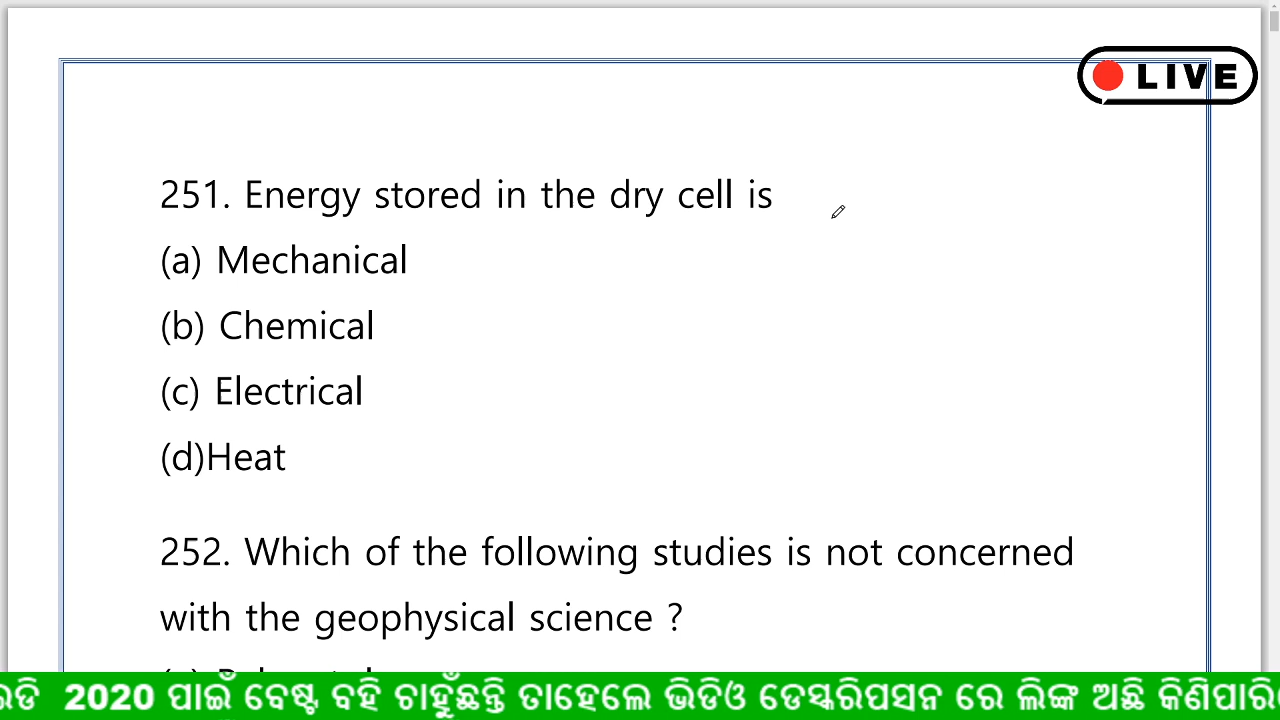 LIVE
251. Energy stored in the dry cell is
(a) Mechanical
(b) Chemical
(c) Electrical
(d)Heat
252. Which of the following studies is not concerned
with the geophysical science ?
2020 ପାଇଁ ବେଷ୍ଟ ବହି ଚାହୁଁଛନ୍ତି ତାହେଲେ ଭିଡିଓ ଡେସ୍କରିପସନ ରେ ଲିଙ୍କ ଅଛି